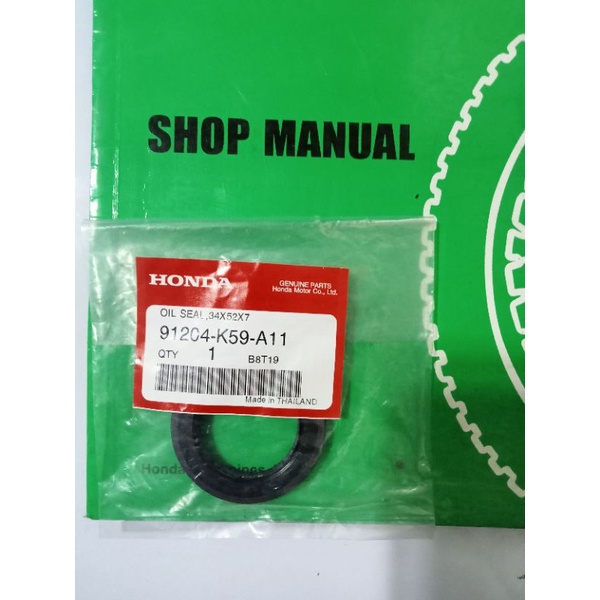 SHOP MANUAL
HONDA
GENUINE PARTS
Honda Motor Co., Ltd.
OIL SEAL,34X52X7
91204-K59-A11
QTY 1 B8T19
Made in THAILAND
Honda